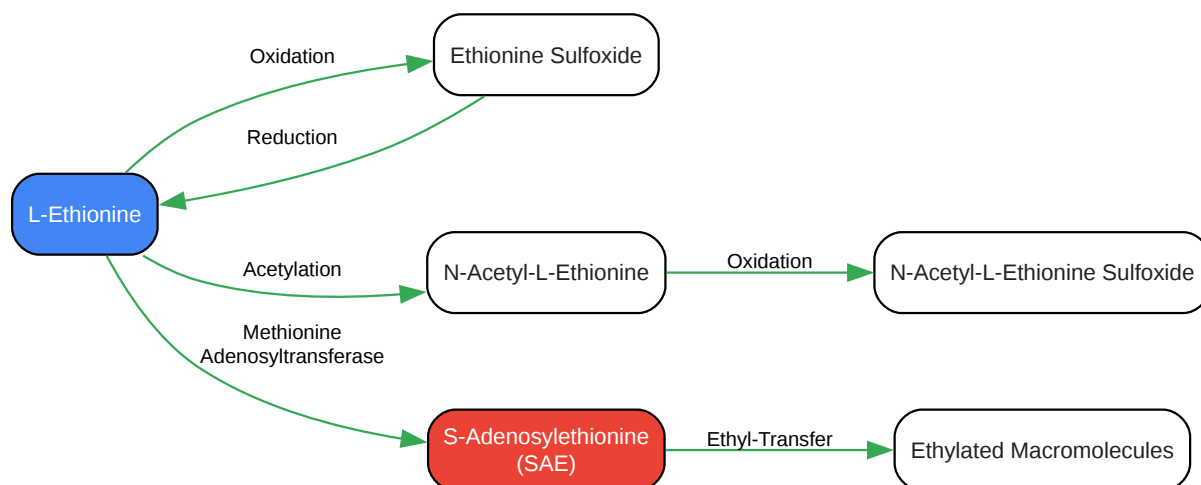 Oxidation
Ethionine Sulfoxide
Reduction
L-Ethionine
Acetylation
N-Acetyl-L-Ethionine
Oxidation
N-Acetyl-L-Ethionine Sulfoxide
Methionine
Adenosyltransferase
S-Adenosylethionine
(SAE)
Ethyl-Transfer
Ethylated Macromolecules